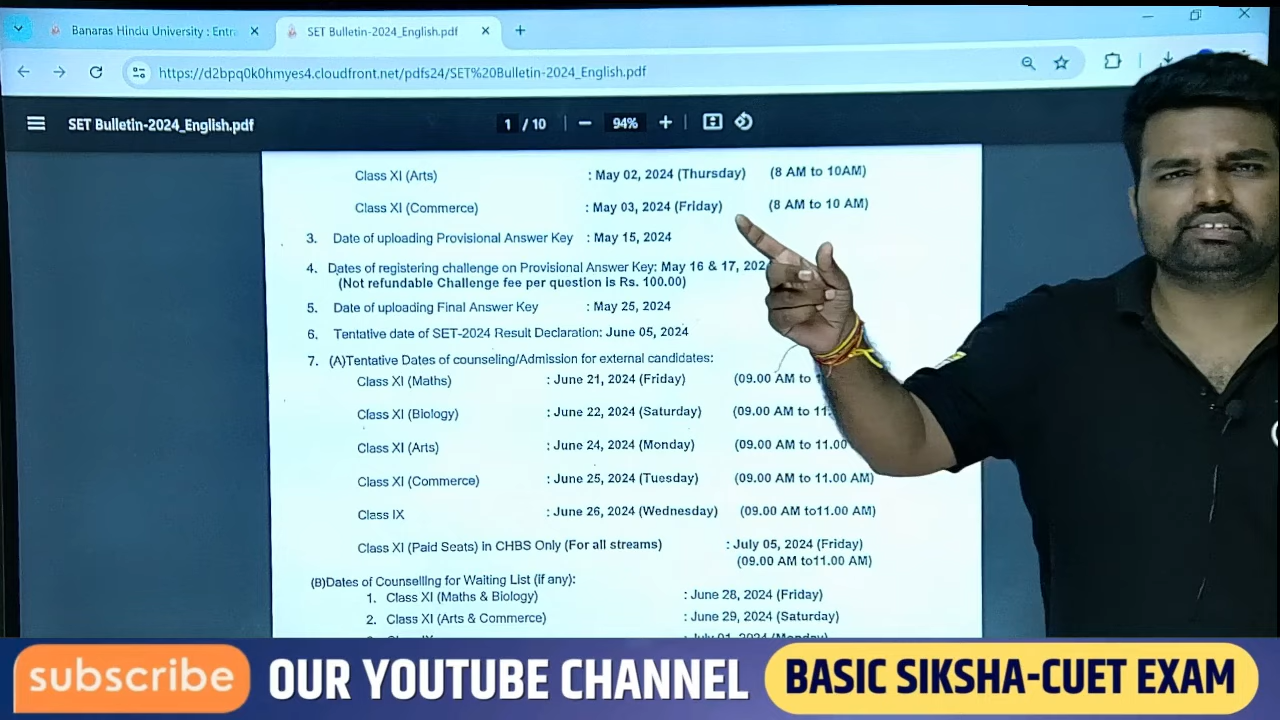 Banaras Hindu University : Entr
SET Bulletin-2024_English.pdf
https://d2bpq0k0hmyes4.cloudfront.net/pdfs24/SET%20Bulletin-2024_English.pdf
SET Bulletin-2024_English.pdf
1 / 10
94%
Class XI (Arts) : May 02, 2024 (Thursday) (8 AM to 10AM)
Class XI (Commerce) : May 03, 2024 (Friday) (8 AM to 10 AM)
3. Date of uploading Provisional Answer Key : May 15, 2024
4. Dates of registering challenge on Provisional Answer Key: May 16 & 17, 202
(Not refundable Challenge fee per question is Rs. 100.00)
5. Date of uploading Final Answer Key : May 25, 2024
6. Tentative date of SET-2024 Result Declaration: June 05, 2024
7. (A)Tentative Dates of counseling/Admission for external candidates:
Class XI (Maths) : June 21, 2024 (Friday) (09.00 AM to 1
Class XI (Biology) : June 22, 2024 (Saturday) (09.00 AM to 11.
Class XI (Arts) : June 24, 2024 (Monday) (09.00 AM to 11.00
Class XI (Commerce) : June 25, 2024 (Tuesday) (09.00 AM to 11.00 AM)
Class IX : June 26, 2024 (Wednesday) (09.00 AM to11.00 AM)
Class XI (Paid Seats) in CHBS Only (For all streams) : July 05, 2024 (Friday)
(09.00 AM to11.00 AM)
(B)Dates of Counselling for Waiting List (if any):
1. Class XI (Maths & Biology) : June 28, 2024 (Friday)
2. Class XI (Arts & Commerce) : June 29, 2024 (Saturday)
: July 01, 2024 (Monday)
subscribe OUR YOUTUBE CHANNEL BASIC SIKSHA-CUET EXAM